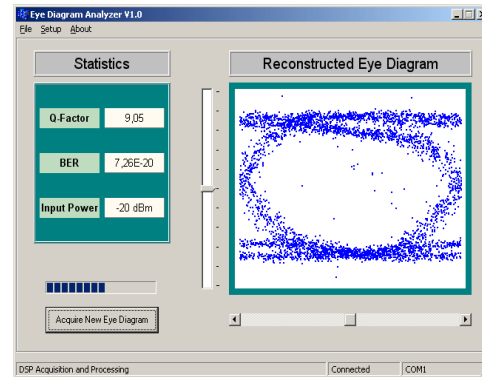 Eye Diagram Analyzer V1.0
File Setup About
Statistics
Reconstructed Eye Diagram
Q-Factor 9,05
BER 7,26E-20
Input Power -20 dBm
Acquire New Eye Diagram
DSP Acquisition and Processing Connected COM1